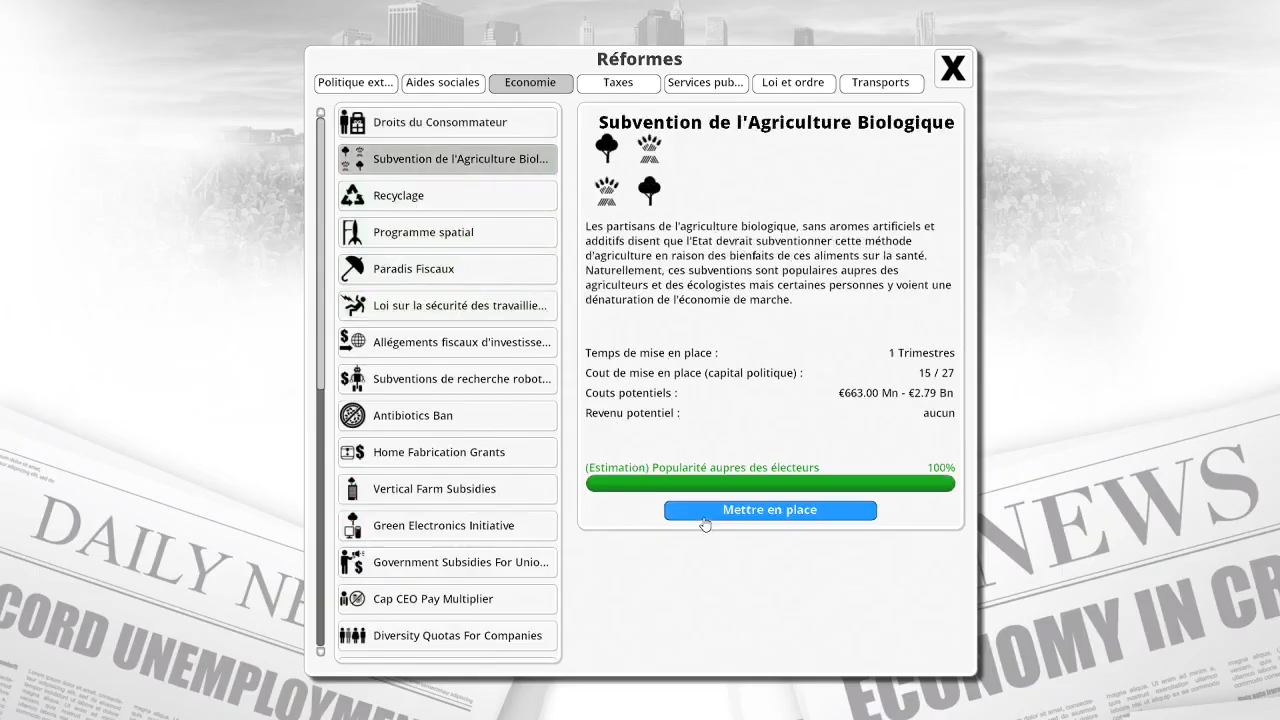 Réformes
X
Politique ext...
Aides sociales
Economie
Taxes
Services pub...
Loi et ordre
Transports
Droits du Consommateur
Subvention de l'Agriculture Biol...
Recyclage
Programme spatial
Paradis Fiscaux
Loi sur la sécurité des travaillie...
Allégements fiscaux d'investisse...
Subventions de recherche robot...
Antibiotics Ban
Home Fabrication Grants
Vertical Farm Subsidies
Green Electronics Initiative
Government Subsidies For Unio...
Cap CEO Pay Multiplier
Diversity Quotas For Companies
Subvention de l'Agriculture Biologique
Les partisans de l'agriculture biologique, sans aromes artificiels et
additifs disent que l'Etat devrait subventionner cette méthode
d'agriculture en raison des bienfaits de ces aliments sur la santé.
Naturellement, ces subventions sont populaires aupres des
agriculteurs et des écologistes mais certaines personnes y voient une
dénaturation de l'économie de marche.
Temps de mise en place : 1 Trimestres
Cout de mise en place (capital politique) : 15 / 27
Couts potentiels : €663.00 Mn - €2.79 Bn
Revenu potentiel : aucun
(Estimation) Popularité aupres des électeurs 100%
Mettre en place
DAILY NE
CORD UNEMPLOYM
NEWS
ECONOMY IN CR